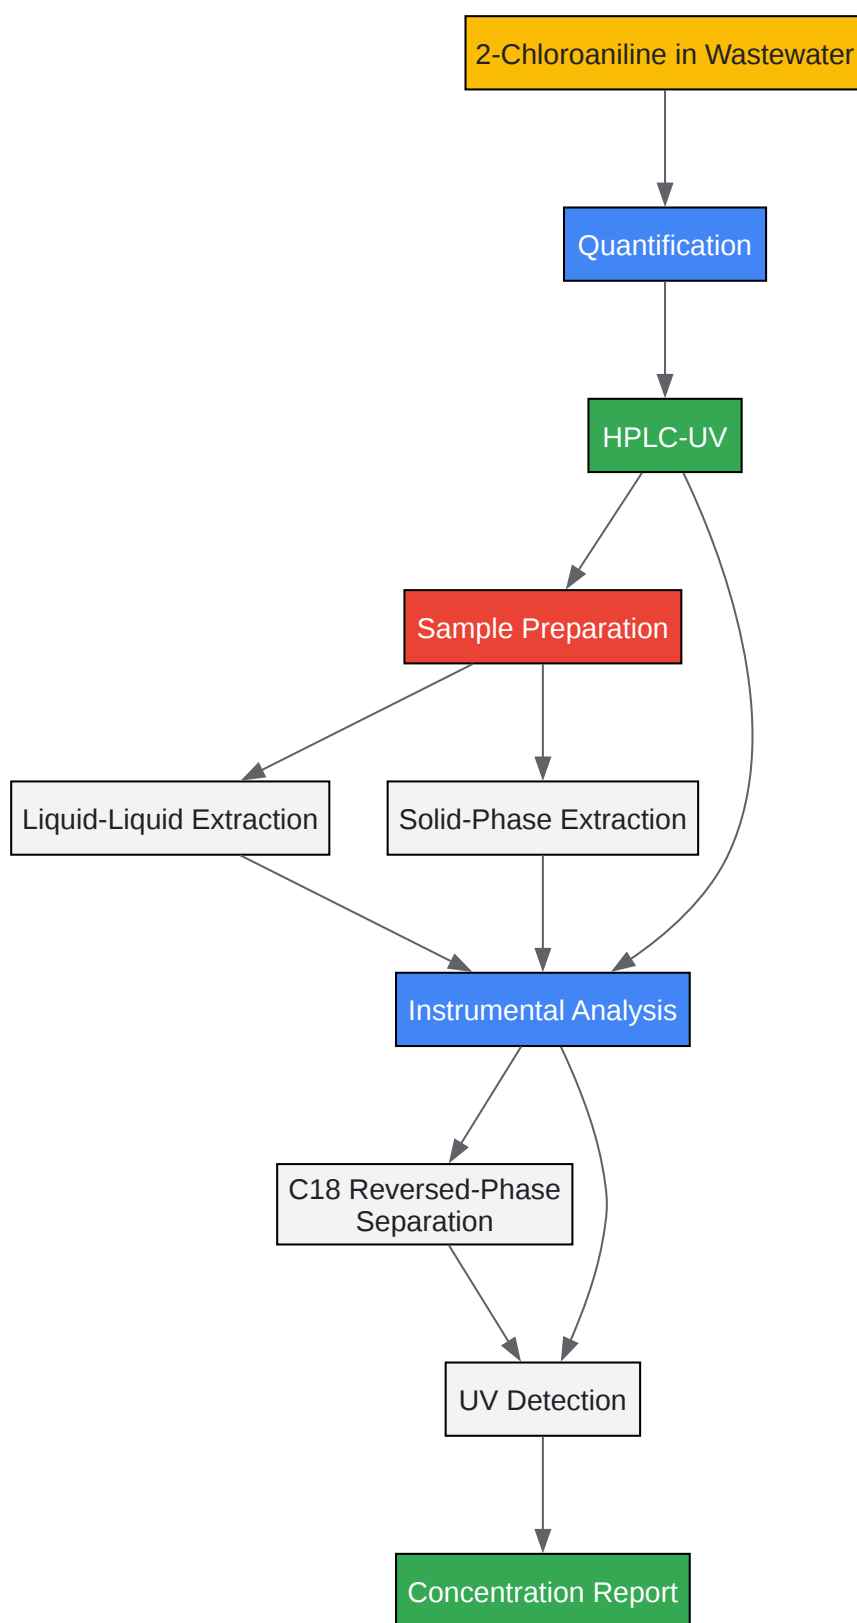 2-Chloroaniline in Wastewater
Quantification
HPLC-UV
Sample Preparation
Liquid-Liquid Extraction
Solid-Phase Extraction
Instrumental Analysis
C18 Reversed-Phase
Separation
UV Detection
Concentration Report